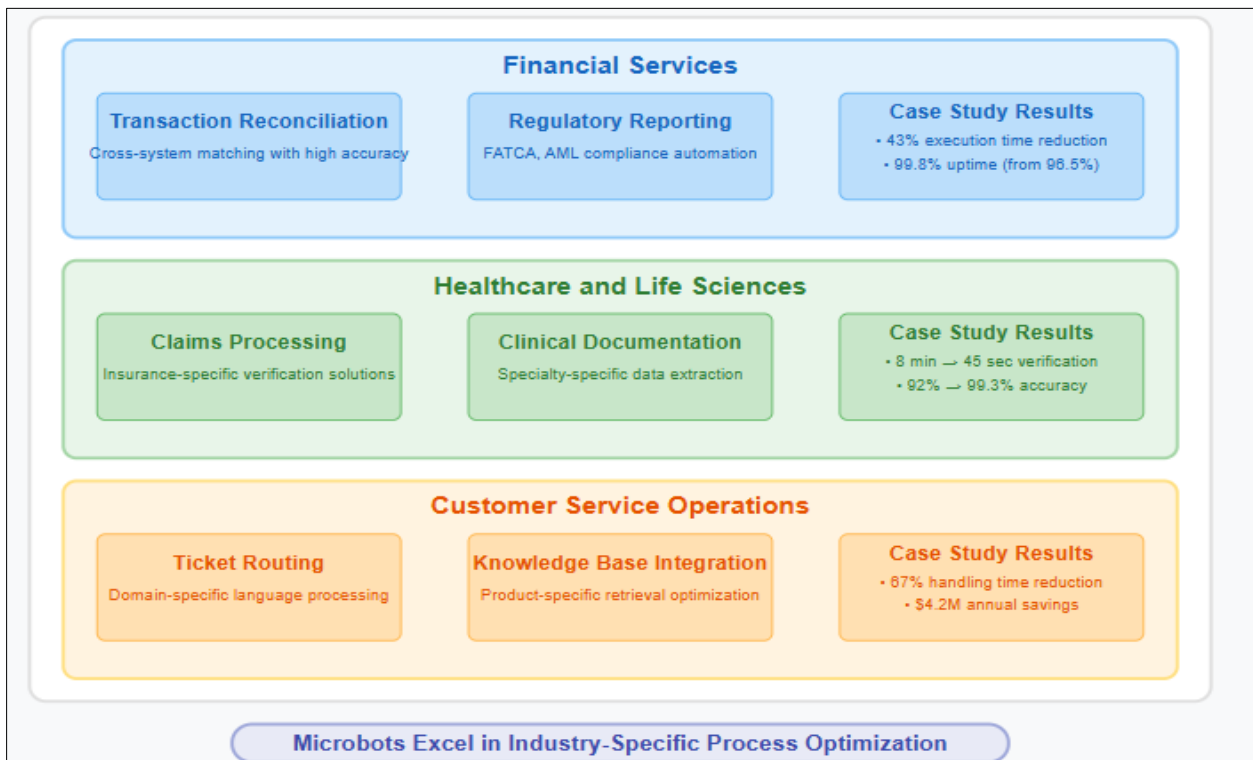 Financial Services
Transaction Reconciliation
Cross-system matching with high accuracy
Regulatory Reporting
FATCA, AML compliance automation
Case Study Results
• 43% execution time reduction
• 99.8% uptime (from 96.5%)
Healthcare and Life Sciences
Claims Processing
Insurance-specific verification solutions
Clinical Documentation
Specialty-specific data extraction
Case Study Results
• 8 min → 45 sec verification
• 92% → 99.3% accuracy
Customer Service Operations
Ticket Routing
Domain-specific language processing
Knowledge Base Integration
Product-specific retrieval optimization
Case Study Results
• 67% handling time reduction
• $4.2M annual savings
Microbots Excel in Industry-Specific Process Optimization